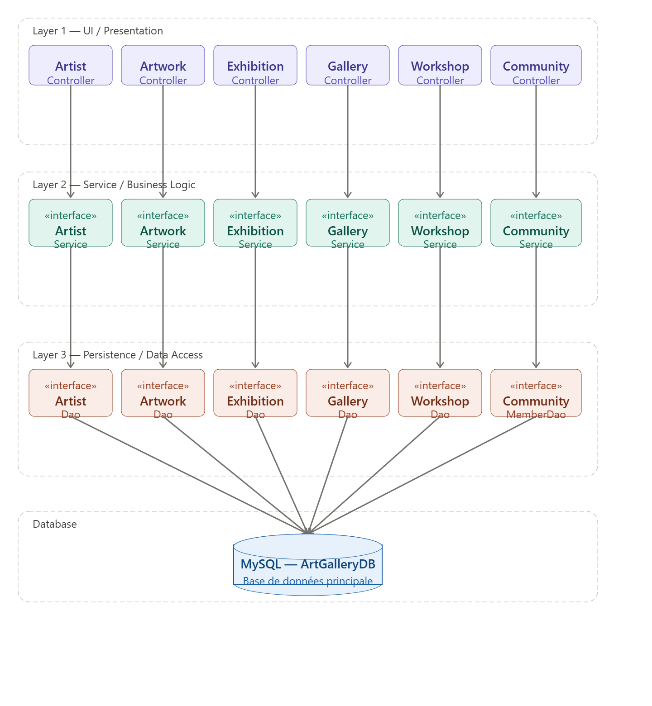 Layer 1 — UI / Presentation
Artist Artwork Exhibition Gallery Workshop Community
Controller Controller Controller Controller Controller Controller
Layer 2 — Service / Business Logic
«interface» «interface» «interface» «interface» «interface» «interface»
Artist Artwork Exhibition Gallery Workshop Community
Service Service Service Service Service Service
Layer 3 — Persistence / Data Access
«interface» «interface» «interface» «interface» «interface» «interface»
Artist Artwork Exhibition Gallery Workshop Community
Dao Dao Dao Dao Dao MemberDao
Database
MySQL — ArtGalleryDB
Base de données principale